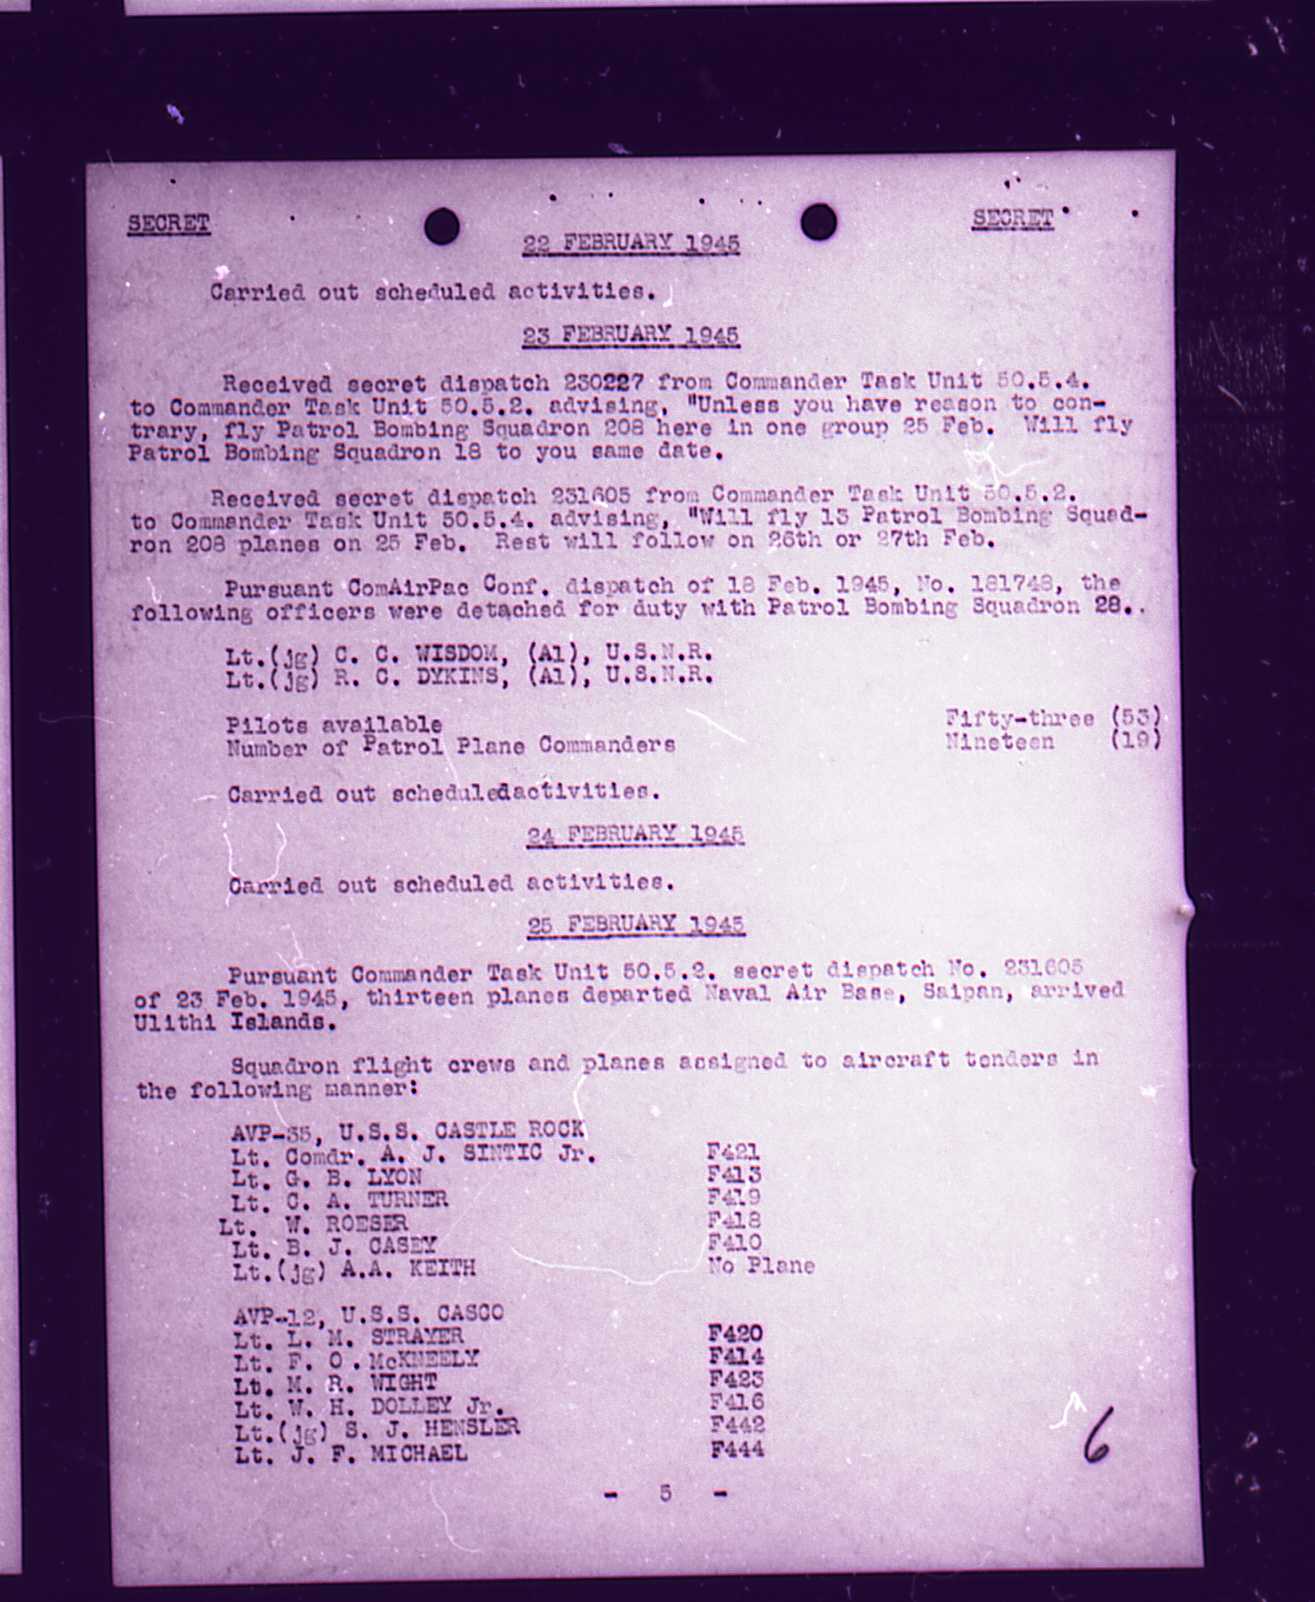 SECRET SECRET
22 FEBRUARY 1945
Carried out scheduled activities.
23 FEBRUARY 1945
Received secret dispatch 230227 from Commander Task Unit 50.5.4.
to Commander Task Unit 50.5.2. advising, "Unless you have reason to con-
trary, fly Patrol Bombing Squadron 208 here in one group 25 Feb. Will fly
Patrol Bombing Squadron 18 to you same date.
Received secret dispatch 231605 from Commander Task Unit 50.5.2.
to Commander Task Unit 50.5.4. advising, "Will fly 13 Patrol Bombing Squad-
ron 208 planes on 25 Feb. Rest will follow on 26th or 27th Feb.
Pursuant ComAirPac Conf. dispatch of 18 Feb. 1945, No. 181748, the
following officers were detached for duty with Patrol Bombing Squadron 28..
Lt.(jg) C. C. WISDOM, (A1), U.S.N.R.
Lt.(jg) R. C. DYKINS, (A1), U.S.N.R.
Pilots available Fifty-three (53)
Number of Patrol Plane Commanders Nineteen (19)
Carried out scheduledactivities.
24 FEBRUARY 1945
Carried out scheduled activities.
25 FEBRUARY 1945
Pursuant Commander Task Unit 50.5.2. secret dispatch No. 231605
of 23 Feb. 1945, thirteen planes departed Naval Air Base, Saipan, arrived
Ulithi Islands.
Squadron flight crews and planes assigned to aircraft tenders in
the following manner:
AVP-35, U.S.S. CASTLE ROCK
Lt. Comdr. A. J. SINTIC Jr. F421
Lt. G. B. LYON F413
Lt. C. A. TURNER F419
Lt. W. ROESER F418
Lt. B. J. CASEY F410
Lt.(jg) A.A. KEITH No Plane
AVP-12, U.S.S. CASCO
Lt. L. M. STRAYER F420
Lt. F. O. McKNEELY F414
Lt. M. R. WIGHT F423
Lt. W. H. DOLLEY Jr. F416
Lt.(jg) S. J. HENSLER F442
Lt. J. F. MICHAEL F444
6
- 5 -